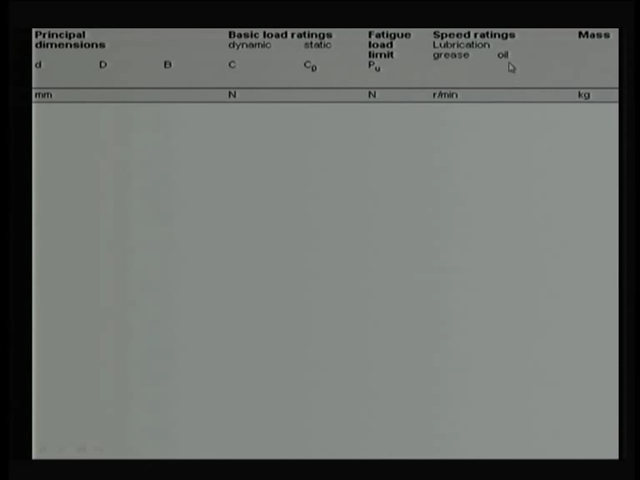 Principal Basic load ratings Fatigue Speed ratings Mass
dimensions dynamic static load Lubrication
limit grease oil
d D B C C0 Pu
mm N N r/min kg